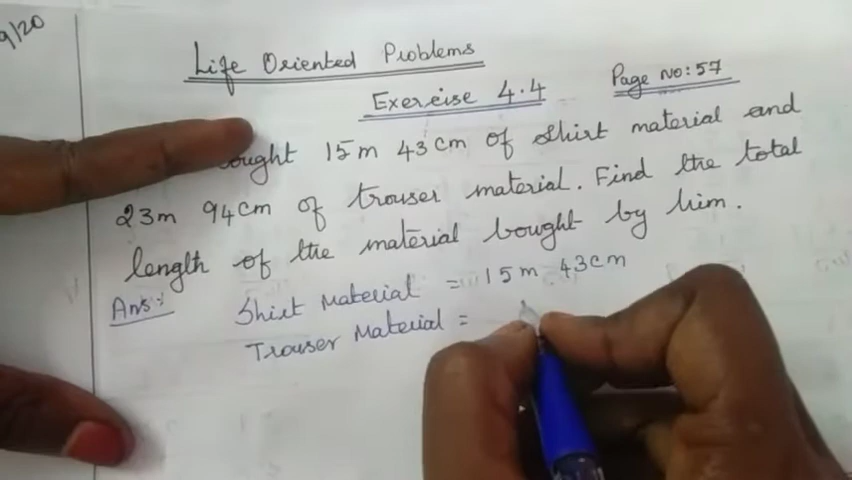 9/20
Life Oriented Problems
Exercise 4.4 Page No: 57
15m 43cm of shirt material and
23m 94cm of trouser material. Find the total
length of the material bought by him.
Ans:- Shirt Material = 15m 43cm
Trouser Material =